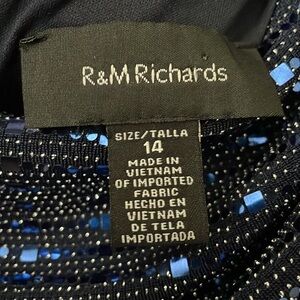 R&M Richards
SIZE/TALLA
14
MADE IN
VIETNAM
OF IMPORTED
FABRIC
HECHO EN
VIETNAM
DE TELA
IMPORTADA